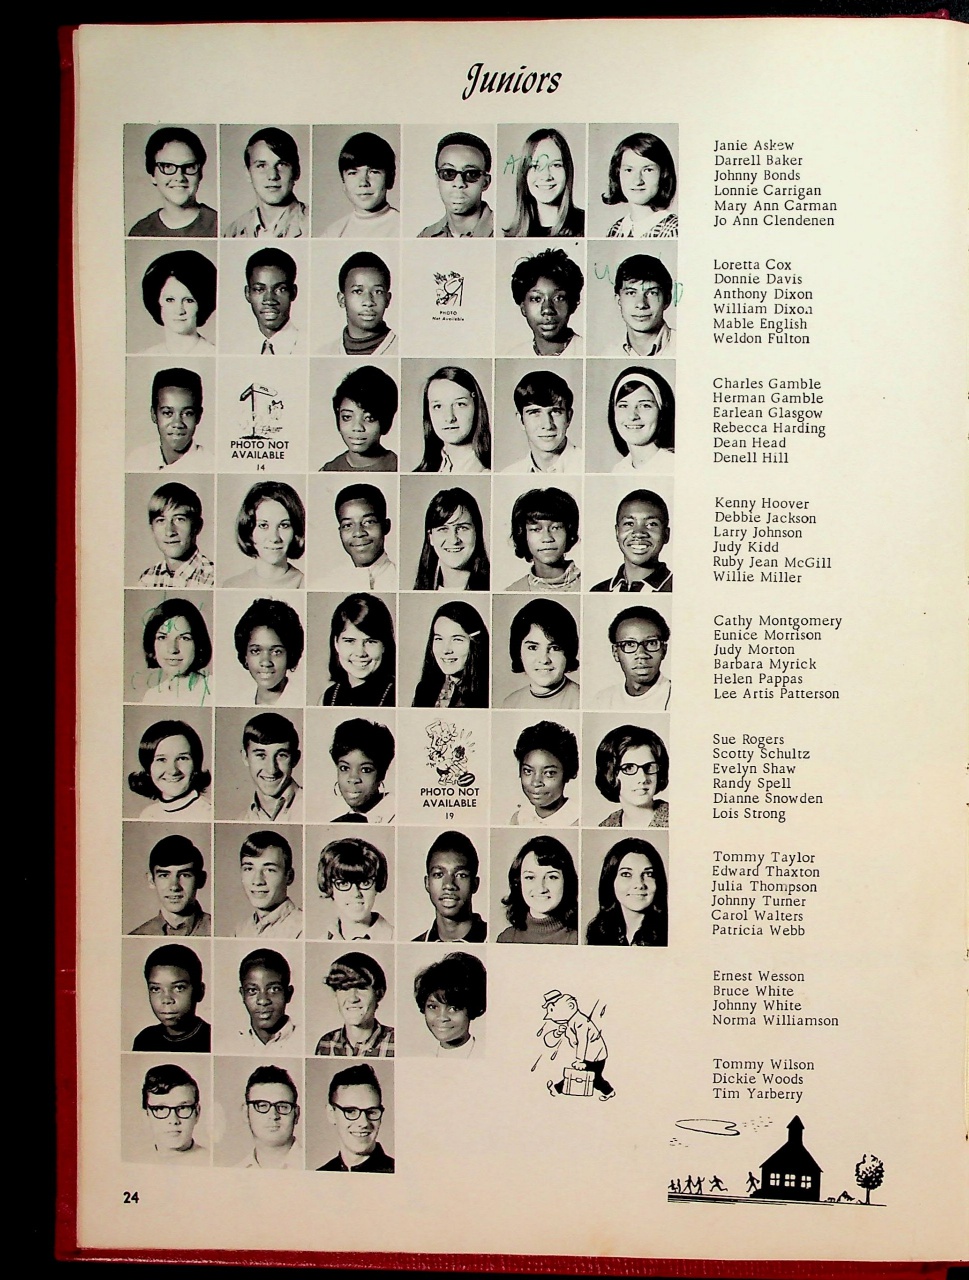 Juniors
Janie Askew
Darrell Baker
Johnny Bonds
Lonnie Carrigan
Mary Ann Carman
Jo Ann Clendenen
PHOTO
Not Available
Loretta Cox
Donnie Davis
Anthony Dixon
William Dixon
Mable English
Weldon Fulton
PHOTO NOT
AVAILABLE
14
Charles Gamble
Herman Gamble
Earlean Glasgow
Rebecca Harding
Dean Head
Denell Hill
Kenny Hoover
Debbie Jackson
Larry Johnson
Judy Kidd
Ruby Jean McGill
Willie Miller
Cathy Montgomery
Eunice Morrison
Judy Morton
Barbara Myrick
Helen Pappas
Lee Artis Patterson
PHOTO NOT
AVAILABLE
19
Sue Rogers
Scotty Schultz
Evelyn Shaw
Randy Spell
Dianne Snowden
Lois Strong
Tommy Taylor
Edward Thaxton
Julia Thompson
Johnny Turner
Carol Walters
Patricia Webb
Ernest Wesson
Bruce White
Johnny White
Norma Williamson
Tommy Wilson
Dickie Woods
Tim Yarberry
24